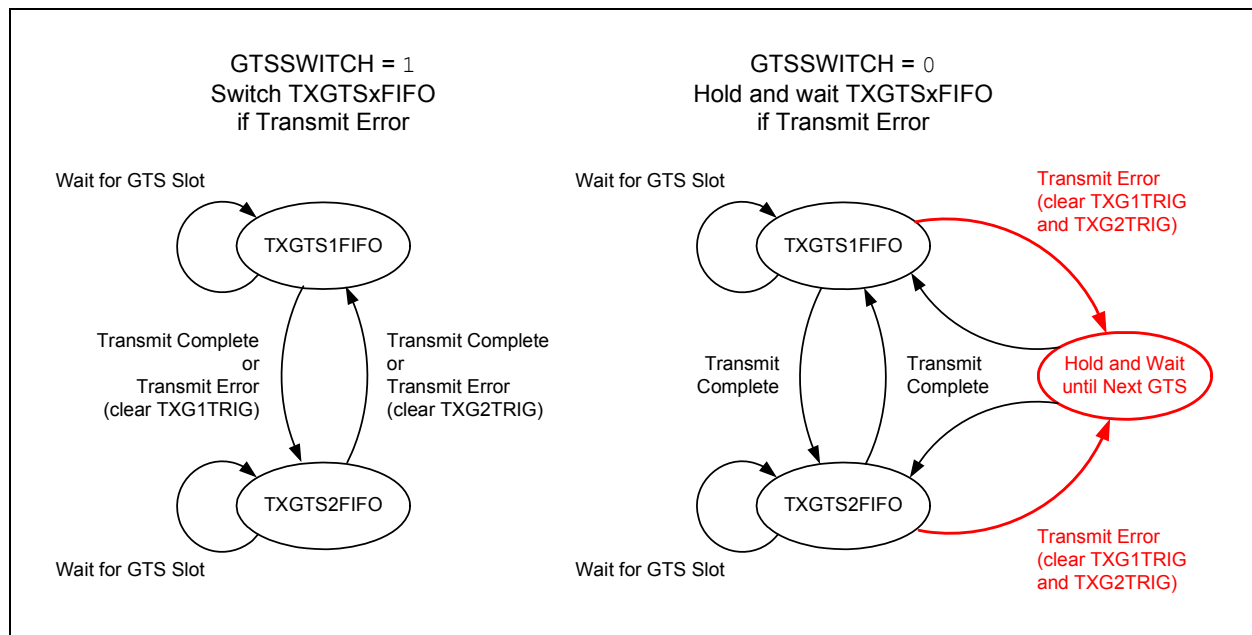 GTSSWITCH = 1
Switch TXGTSxFIFO
if Transmit Error
Wait for GTS Slot
TXGTS1FIFO
Transmit Complete
or
Transmit Error
(clear TXG1TRIG)
Transmit Complete
or
Transmit Error
(clear TXG2TRIG)
TXGTS2FIFO
Wait for GTS Slot
GTSSWITCH = 0
Hold and wait TXGTSxFIFO
if Transmit Error
Wait for GTS Slot
TXGTS1FIFO
Transmit Error
(clear TXG1TRIG
and TXG2TRIG)
Transmit
Complete
Transmit
Complete
Hold and Wait
until Next GTS
TXGTS2FIFO
Wait for GTS Slot
Transmit Error
(clear TXG1TRIG
and TXG2TRIG)